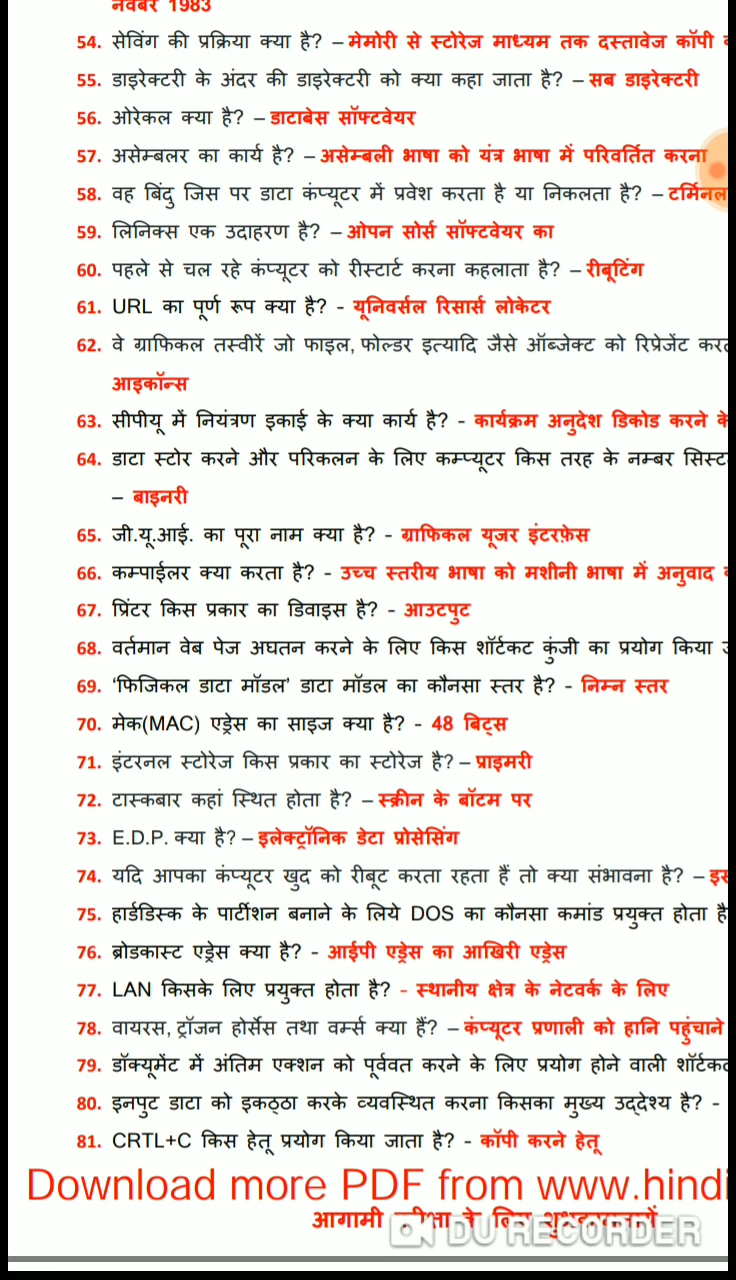 नवंबर 1983
54. सेविंग की प्रक्रिया क्या है? – मेमोरी से स्टोरेज माध्यम तक दस्तावेज कॉपी
55. डाइरेक्टरी के अंदर की डाइरेक्टरी को क्या कहा जाता है? – सब डाइरेक्टरी
56. ओरेकल क्या है? – डाटाबेस सॉफ्टवेयर
57. असेम्बलर का कार्य है? – असेम्बली भाषा को यंत्र भाषा में परिवर्तित करना
58. वह बिंदु जिस पर डाटा कंप्यूटर में प्रवेश करता है या निकलता है? – टर्मिनल
59. लिनिक्स एक उदाहरण है? – ओपन सोर्स सॉफ्टवेयर का
60. पहले से चल रहे कंप्यूटर को रीस्टार्ट करना कहलाता है? – रीबूटिंग
61. URL का पूर्ण रूप क्या है? - यूनिवर्सल रिसार्स लोकेटर
62. वे ग्राफिकल तस्वीरें जो फाइल, फोल्डर इत्यादि जैसे ऑब्जेक्ट को रिप्रेजेंट
आइकॉन्स
63. सीपीयू में नियंत्रण इकाई के क्या कार्य है? - कार्यक्रम अनुदेश डिकोड करने के
64. डाटा स्टोर करने और परिकलन के लिए कम्प्यूटर किस तरह के नम्बर
– बाइनरी
65. जी.यू.आई. का पूरा नाम क्या है? - ग्राफिकल यूजर इंटरफ़ेस
66. कम्पाईलर क्या करता है? - उच्च स्तरीय भाषा को मशीनी भाषा में अनुवाद
67. प्रिंटर किस प्रकार का डिवाइस है? - आउटपुट
68. वर्तमान वेब पेज अघतन करने के लिए किस शॉर्टकट कुंजी का प्रयोग किया
69. ‘फिजिकल डाटा मॉडल’ डाटा मॉडल का कौनसा स्तर है? - निम्न स्तर
70. मेक(MAC) एड्रेस का साइज क्या है? - 48 बिट्स
71. इंटरनल स्टोरेज किस प्रकार का स्टोरेज है? – प्राइमरी
72. टास्कबार कहां स्थित होता है? – स्क्रीन के बॉटम पर
73. E.D.P. क्या है? – इलेक्ट्रॉनिक डेटा प्रोसेसिंग
74. यदि आपका कंप्यूटर खुद को रीबूट करता रहता हैं तो क्या संभावना है? –
75. हार्डडिस्क के पार्टीशन बनाने के लिये DOS का कौनसा कमांड प्रयुक्त होता है
76. ब्रोडकास्ट एड्रेस क्या है? - आईपी एड्रेस का आखिरी एड्रेस
77. LAN किसके लिए प्रयुक्त होता है? - स्थानीय क्षेत्र के नेटवर्क के लिए
78. वायरस, ट्रॉजन होर्सेस तथा वर्म्स क्या हैं? – कंप्यूटर प्रणाली को हानि पहुंचाने
79. डॉक्यूमेंट में अंतिम एक्शन को पूर्ववत करने के लिए प्रयोग होने वाली
80. इनपुट डाटा को इकठ्ठा करके व्यवस्थित करना किसका मुख्य उद्देश्य है? -
81. CRTL+C किस हेतू प्रयोग किया जाता है? - कॉपी करने हेतू
Download more PDF from www.hindi
आगामी परीक्षा के लिए शुभकामनायें
DU RECORDER